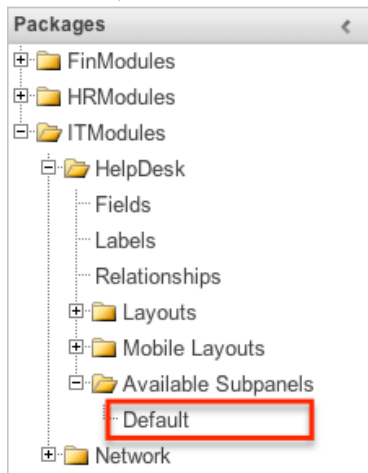 Packages
FinModules
HRModules
ITModules
HelpDesk
Fields
Labels
Relationships
Layouts
Mobile Layouts
Available Subpanels
Default
Network